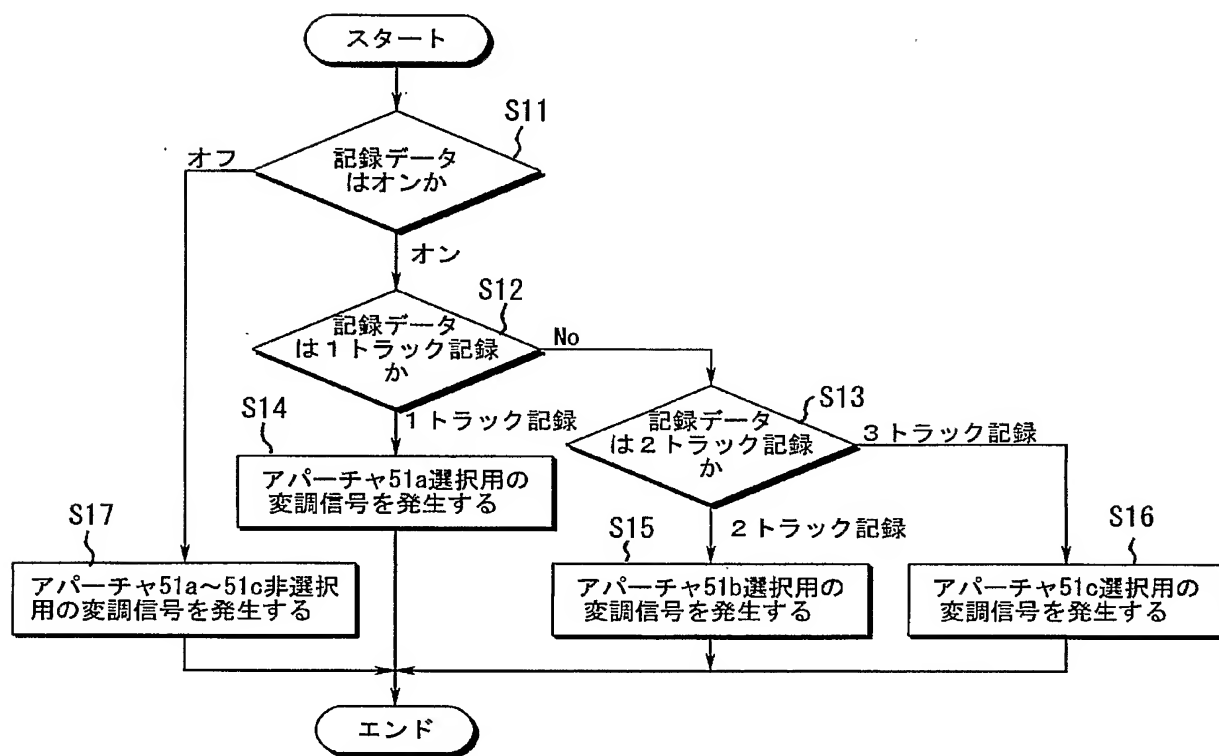 スタート
S11
オフ
記録データ
はオンか
オン
S12
記録データ
は1トラック記録
か
No
S13
記録データ
は2トラック記録
か
S14
1トラック記録
3トラック記録
アパーチャ51a選択用の
変調信号を発生する
S17
S15
2トラック記録
S16
アパーチャ51a～51c非選択
用の変調信号を発生する
アパーチャ51b選択用の
変調信号を発生する
アパーチャ51c選択用の
変調信号を発生する
エンド